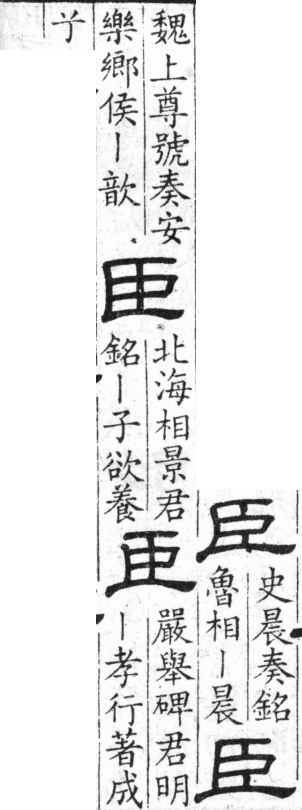 臣
史晨奏銘
魯相丨晨
臣
魏上尊號奏安
樂鄉侯丨歆
臣
北海相景君
銘丨子欲養
臣
嚴舉碑君明
丨孝行著成